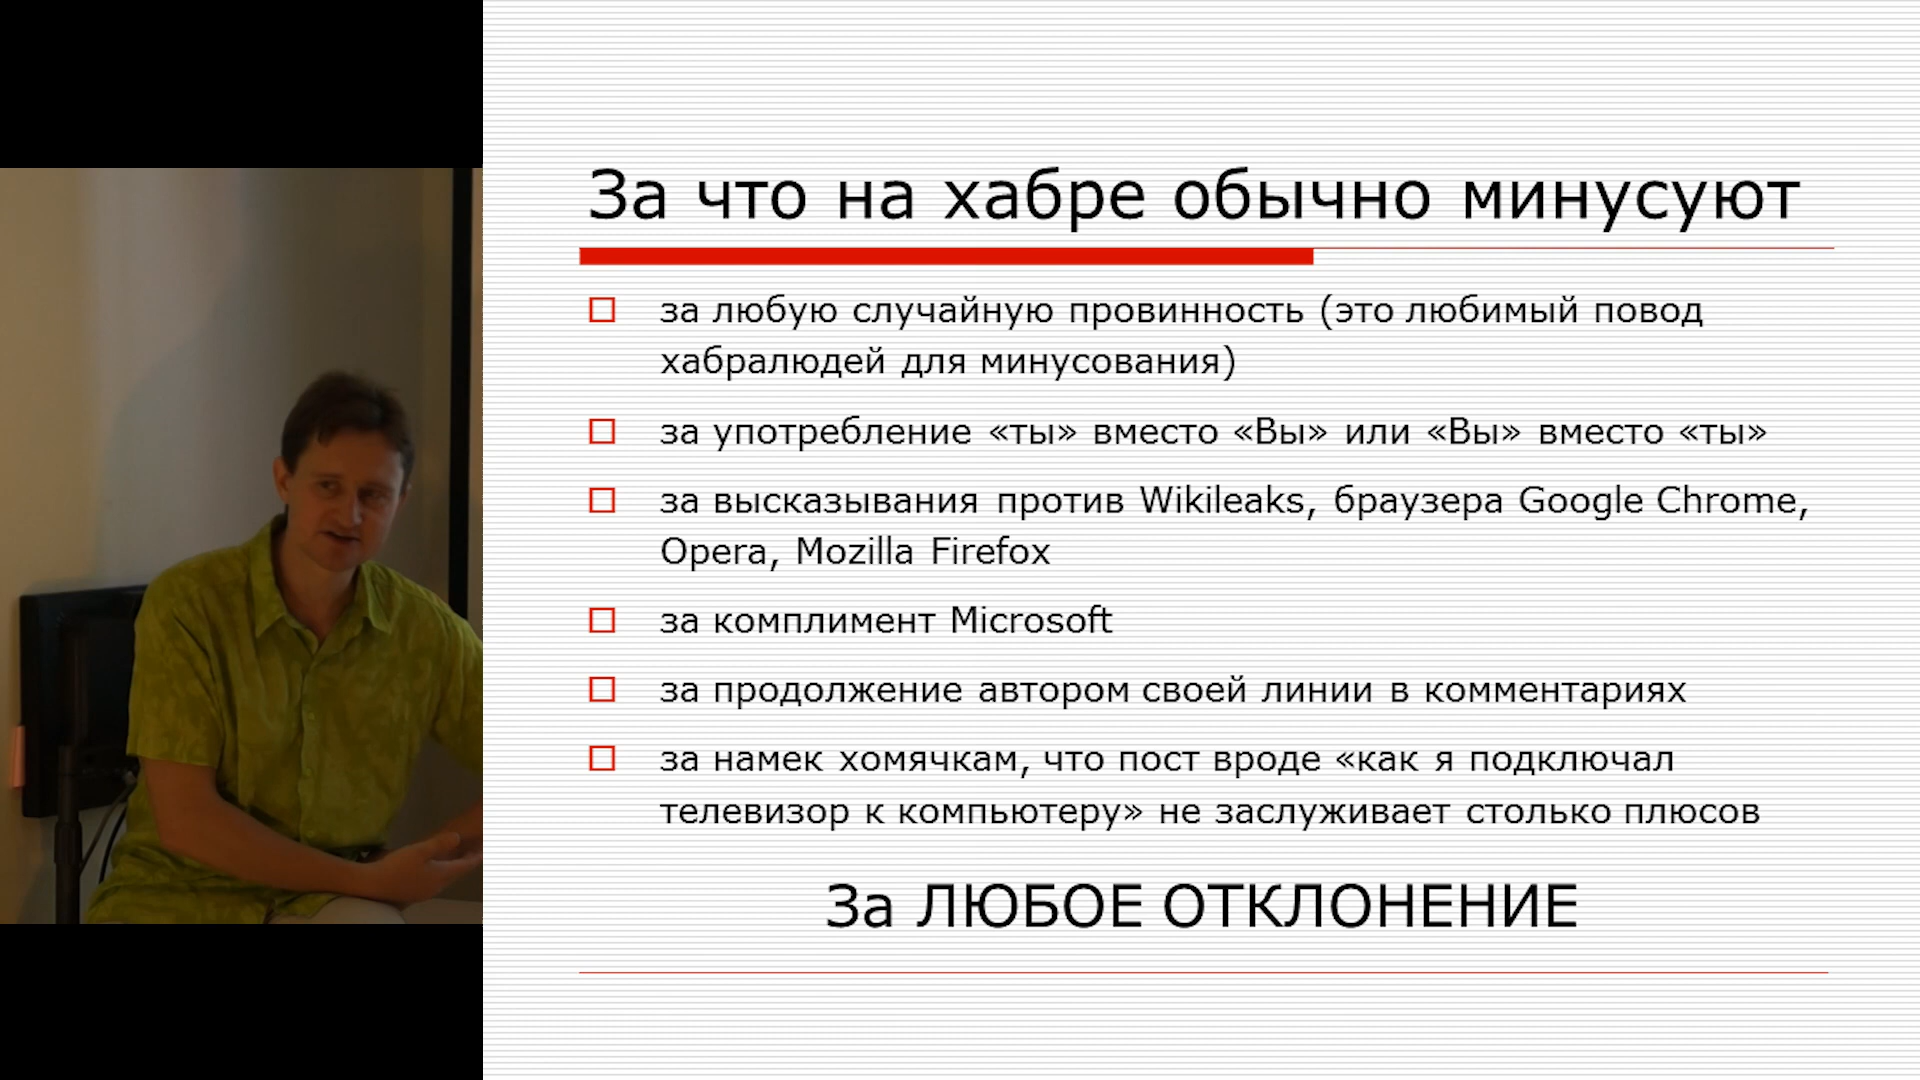 За что на хабре обычно минусуют
за любую случайную провинность (это любимый повод
хабралюдей для минусования)
за употребление «ты» вместо «Вы» или «Вы» вместо «ты»
за высказывания против Wikileaks, браузера Google Chrome,
Opera, Mozilla Firefox
за комплимент Microsoft
за продолжение автором своей линии в комментариях
за намек хомячкам, что пост вроде «как я подключал
телевизор к компьютеру» не заслуживает столько плюсов
За ЛЮБОЕ ОТКЛОНЕНИЕ